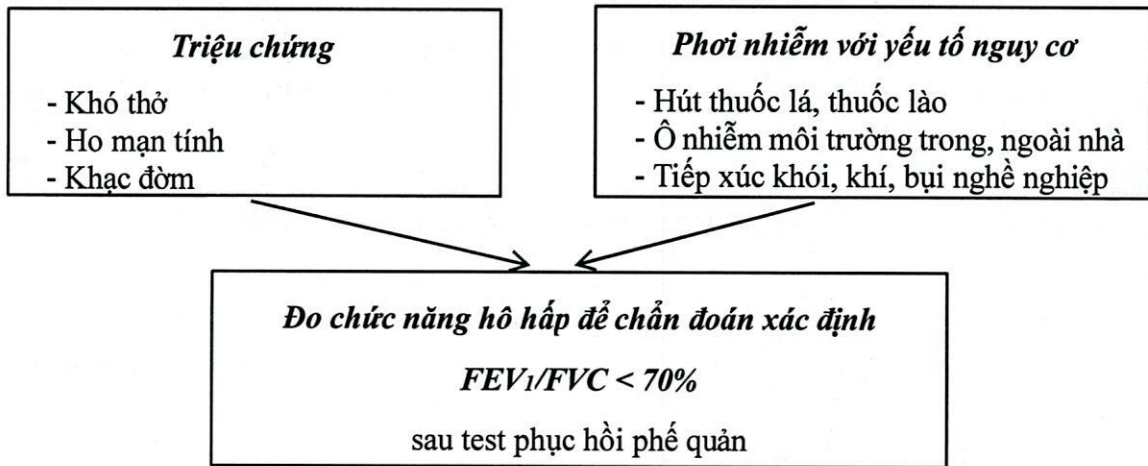 Triệu chứng
- Khó thở
- Ho mạn tính
- Khạc đờm
Phơi nhiễm với yếu tố nguy cơ
- Hút thuốc lá, thuốc lào
- Ô nhiễm môi trường trong, ngoài nhà
- Tiếp xúc khói, khí, bụi nghề nghiệp
Đo chức năng hô hấp để chẩn đoán xác định
FEV₁/FVC < 70%
sau test phục hồi phế quản